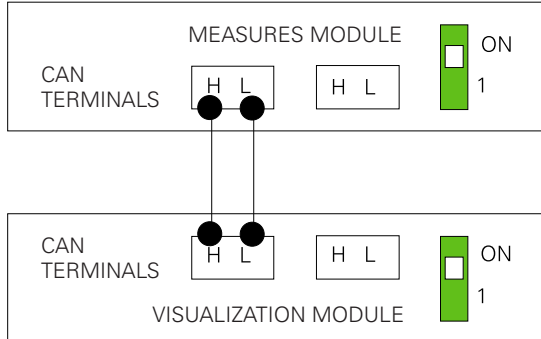 MEASURES MODULE
ON
CAN
TERMINALS
H L
H L
1
CAN
TERMINALS
H L
H L
ON
1
VISUALIZATION MODULE